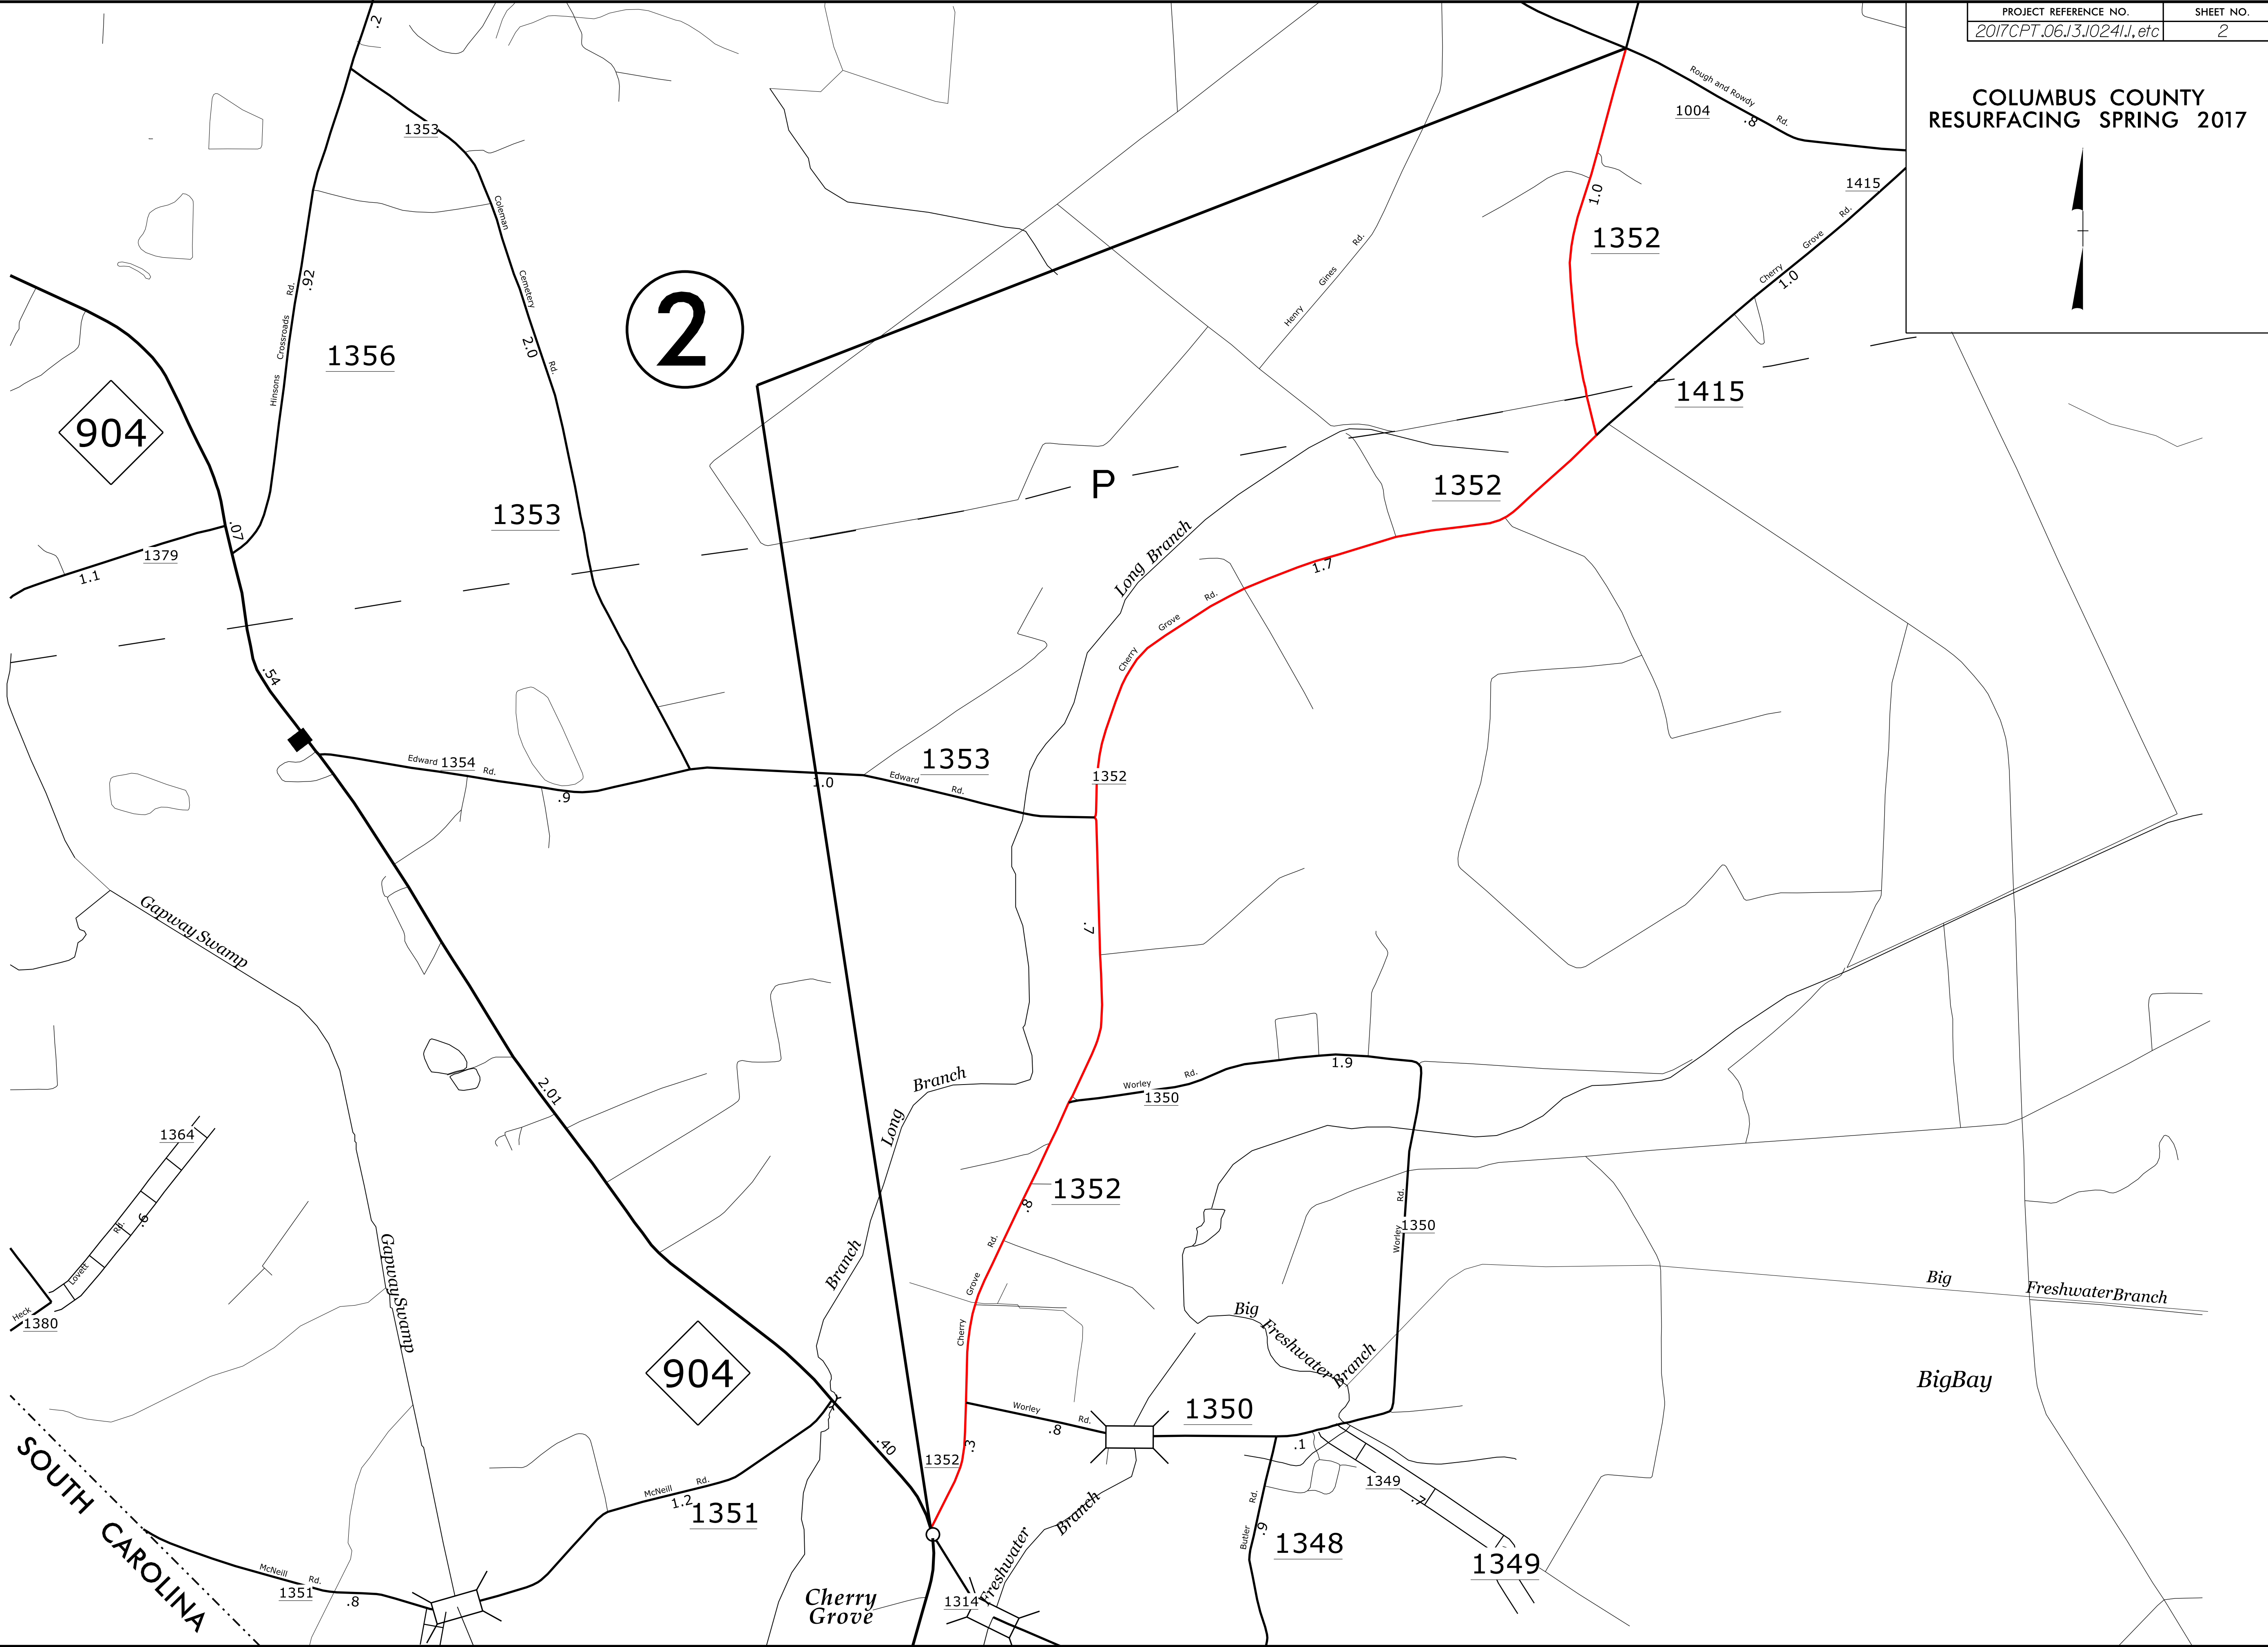 PROJECT REFERENCE NO. SHEET NO.
2017CPT.06.13.10241.1, etc 2
COLUMBUS COUNTY
RESURFACING SPRING 2017
.2
1353
Rough and Rowdy Rd.
1004
.8
1415
1.0
1352
Cherry Grove Rd.
1.0
Coleman Cemetery Rd.
2.0
Hinsons Crossroads Rd.
.92
2
Henry Gines Rd.
1356
904
1415
P
1352
1353
.07
1379
1.1
Long Branch
1.7
Cherry Grove Rd.
.54
Edward 1354 Rd.
.9
1.0
Edward Rd.
1353
1352
.7
Gapway Swamp
2.01
Long Branch
Worley Rd.
1350
1.9
1364
Lovett Rd.
.6
Heck
1380
1352
.8
Worley Rd.
1350
Gapway Swamp
Branch
Cherry Grove Rd.
Big Freshwater Branch
Big Freshwater Branch
BigBay
904
Worley Rd.
.8
1350
.40
1352
.3
.1
1349
.7
McNeill Rd.
1.2
1351
SOUTH CAROLINA
Butler Rd.
.9
1348
1349
Freshwater Branch
McNeill Rd.
1351
.8
Cherry
Grove
1314